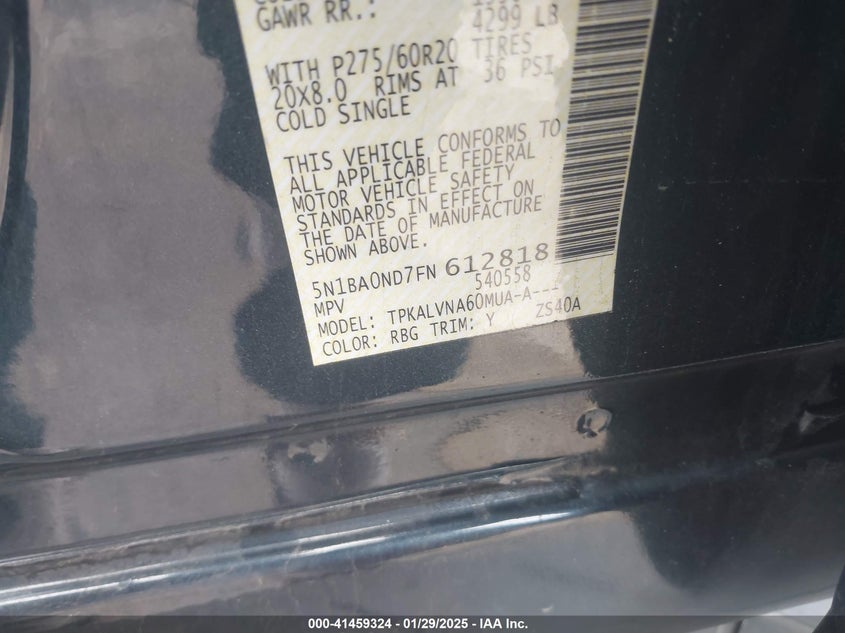 GAWR RR.:
4299 LB
WITH P275/60R20 TIRES
20X8.0 RIMS AT 36 PSI
COLD SINGLE
THIS VEHICLE CONFORMS TO
ALL APPLICABLE FEDERAL
MOTOR VEHICLE SAFETY
STANDARDS IN EFFECT ON
THE DATE OF MANUFACTURE
SHOWN ABOVE.
5N1BA0ND7FN 612818
MPV 540558
MODEL: TPKALVNA60MUA-A---
COLOR: RBG TRIM: Y ZS40A
000-41459324 - 01/29/2025 - IAA Inc.